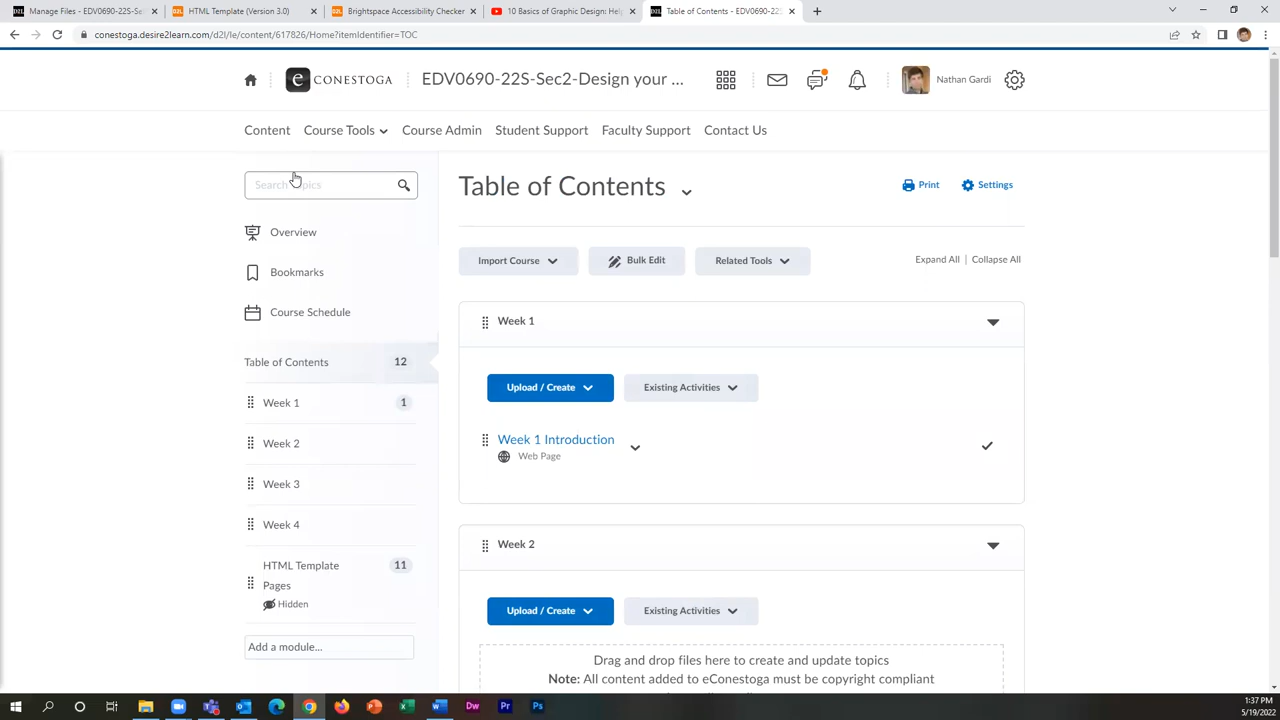 Manage Files - EDV0690-22S-Se
HTML Template (Version 3.0)
Brightspace Accessibility Checker
10 Basics of Graphic Design: Hel
Table of Contents - EDV0690-22S
conestoga.desire2learn.com/d2l/le/content/617826/Home?itemIdentifier=TOC
CONESTOGA
EDV0690-22S-Sec2-Design your ...
Nathan Gardi
Content
Course Tools
Course Admin
Student Support
Faculty Support
Contact Us
Search Topics
Overview
Bookmarks
Course Schedule
Table of Contents 12
Week 1 1
Week 2
Week 3
Week 4
HTML Template 11
Pages
Hidden
Add a module...
Table of Contents
Print
Settings
Import Course
Bulk Edit
Related Tools
Expand All | Collapse All
Week 1
Upload / Create
Existing Activities
Week 1 Introduction
Web Page
Week 2
Upload / Create
Existing Activities
Drag and drop files here to create and update topics
Note: All content added to eConestoga must be copyright compliant
1:37 PM
5/19/2022